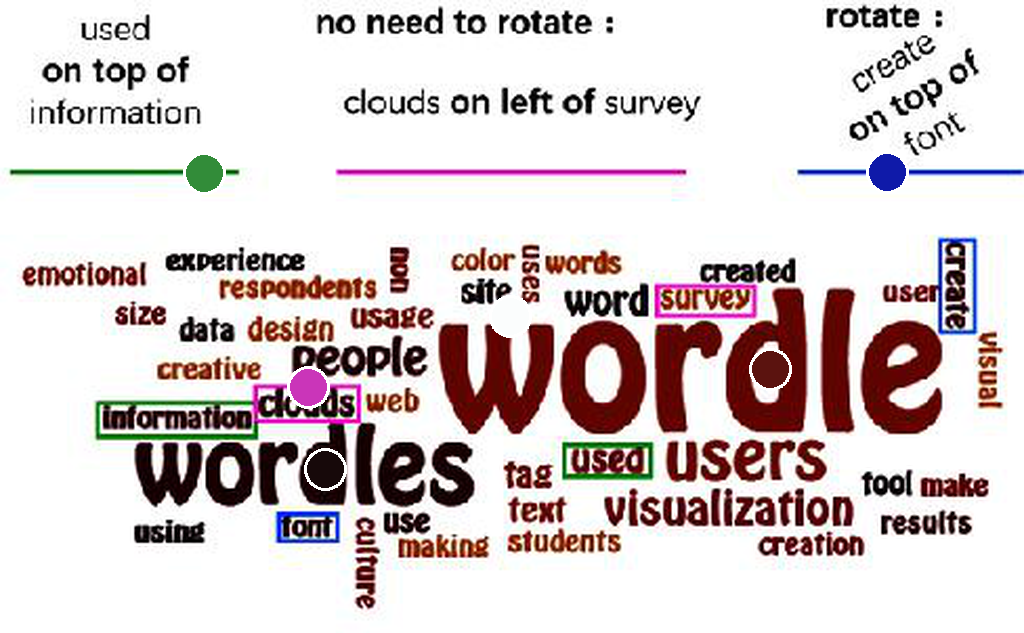 used
on top of
information
no need to rotate :
clouds on left of survey
rotate :
create
on top of
font
emotional
experience
respondents
non
color
uses
words
created
create
size
data
design
usage
site
word
survey
user
creative
people
wordle
visual
information
clouds
web
wordles
tag
used
users
tool
make
text
visualization
results
using
font
culture
use
making
students
creation